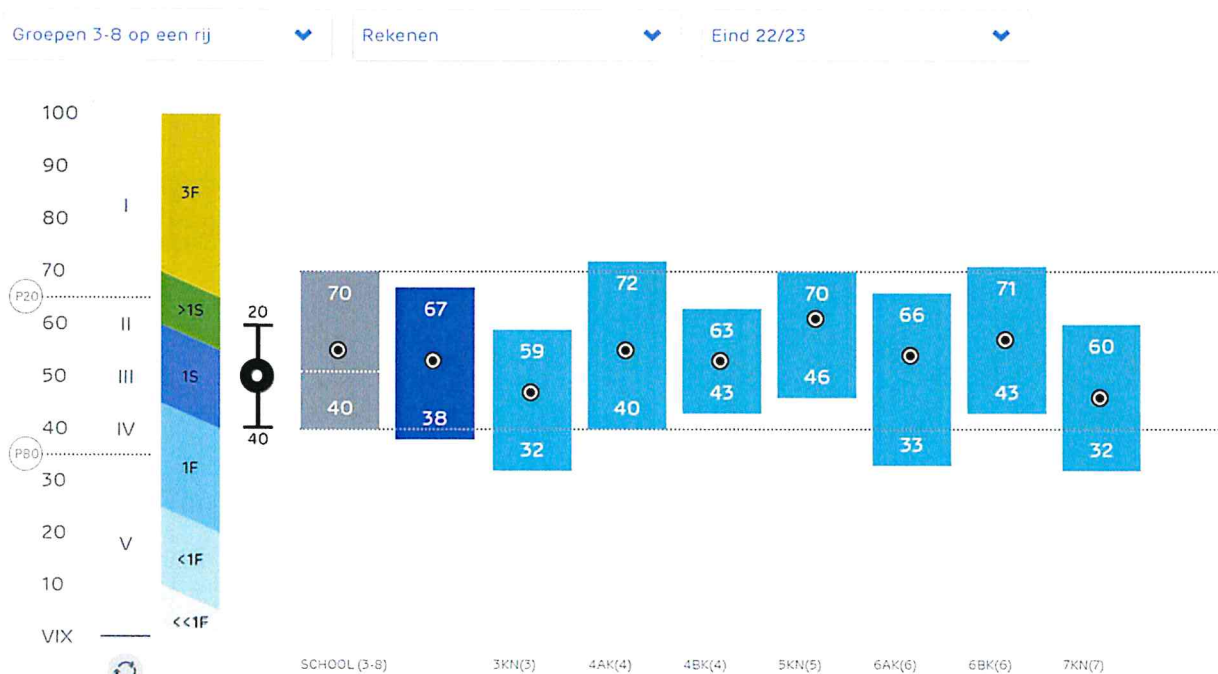 Groepen 3-8 op een rij Rekenen Eind 22/23
100
90
I 3F
80
70
P20
70 67 59 72 63 70 66 71 60
>1S 20
60 II
50 III 1S
40 38 32 40 43 46 33 43 32
40 IV 40
P80
1F
30
20 V
<1F
10
<<1F
VIX
SCHOOL (3-8) 3KN(3) 4AK(4) 4BK(4) 5KN(5) 6AK(6) 6BK(6) 7KN(7)